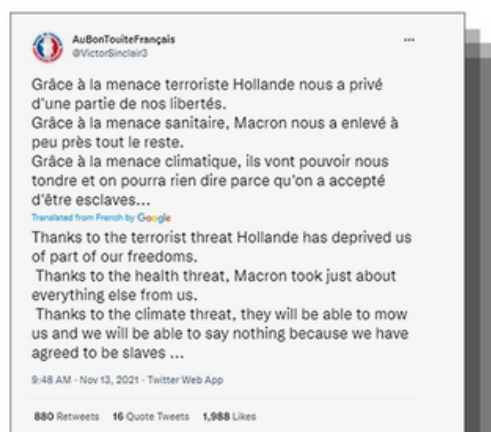 AuBonTouiteFrançais
@VictorSinclair3
Grâce à la menace terroriste Hollande nous a privé
d'une partie de nos libertés.
Grâce à la menace sanitaire, Macron nous a enlevé à
peu près tout le reste.
Grâce à la menace climatique, ils vont pouvoir nous
tondre et on pourra rien dire parce qu'on a accepté
d'être esclaves...
Translated from French by Google
Thanks to the terrorist threat Hollande has deprived us
of part of our freedoms.
Thanks to the health threat, Macron took just about
everything else from us.
Thanks to the climate threat, they will be able to mow
us and we will be able to say nothing because we have
agreed to be slaves ...
9:48 AM · Nov 13, 2021 · Twitter Web App
880 Retweets 16 Quote Tweets 1,988 Likes